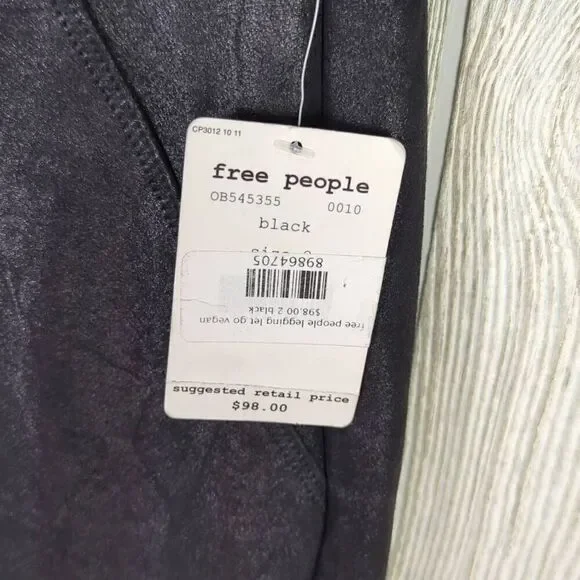 CP3012 10 11
free people
OB545355 0010
black
89864705
$98.00 2 black
free people legging let go vegan
suggested retail price
$98.00